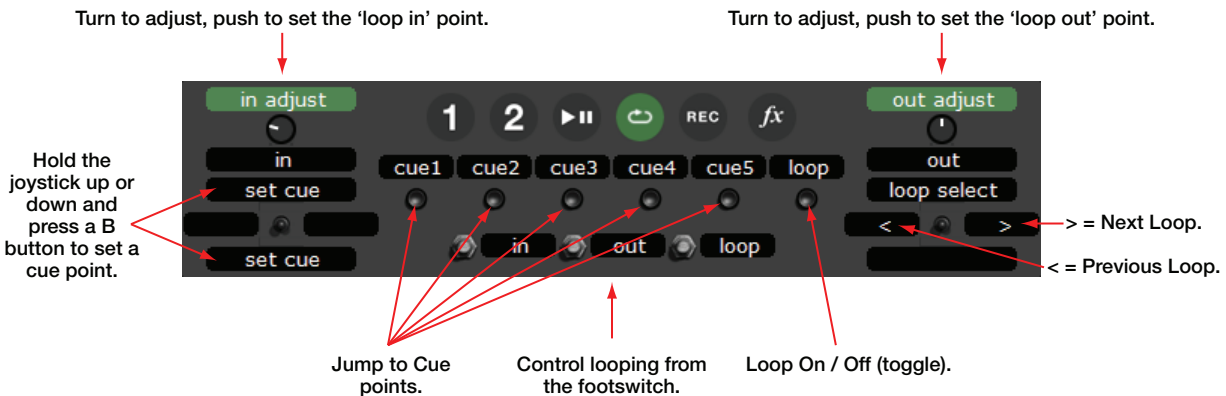 Turn to adjust, push to set the ‘loop in’ point.
Turn to adjust, push to set the ‘loop out’ point.
in adjust
out adjust
1 2 REC fx
in
out
Hold the
joystick up or
down and
press a B
button to set a
cue point.
cue1 cue2 cue3 cue4 cue5 loop
set cue
loop select
< >
set cue
in out loop
> = Next Loop.
< = Previous Loop.
Jump to Cue
points.
Control looping from
the footswitch.
Loop On / Off (toggle).